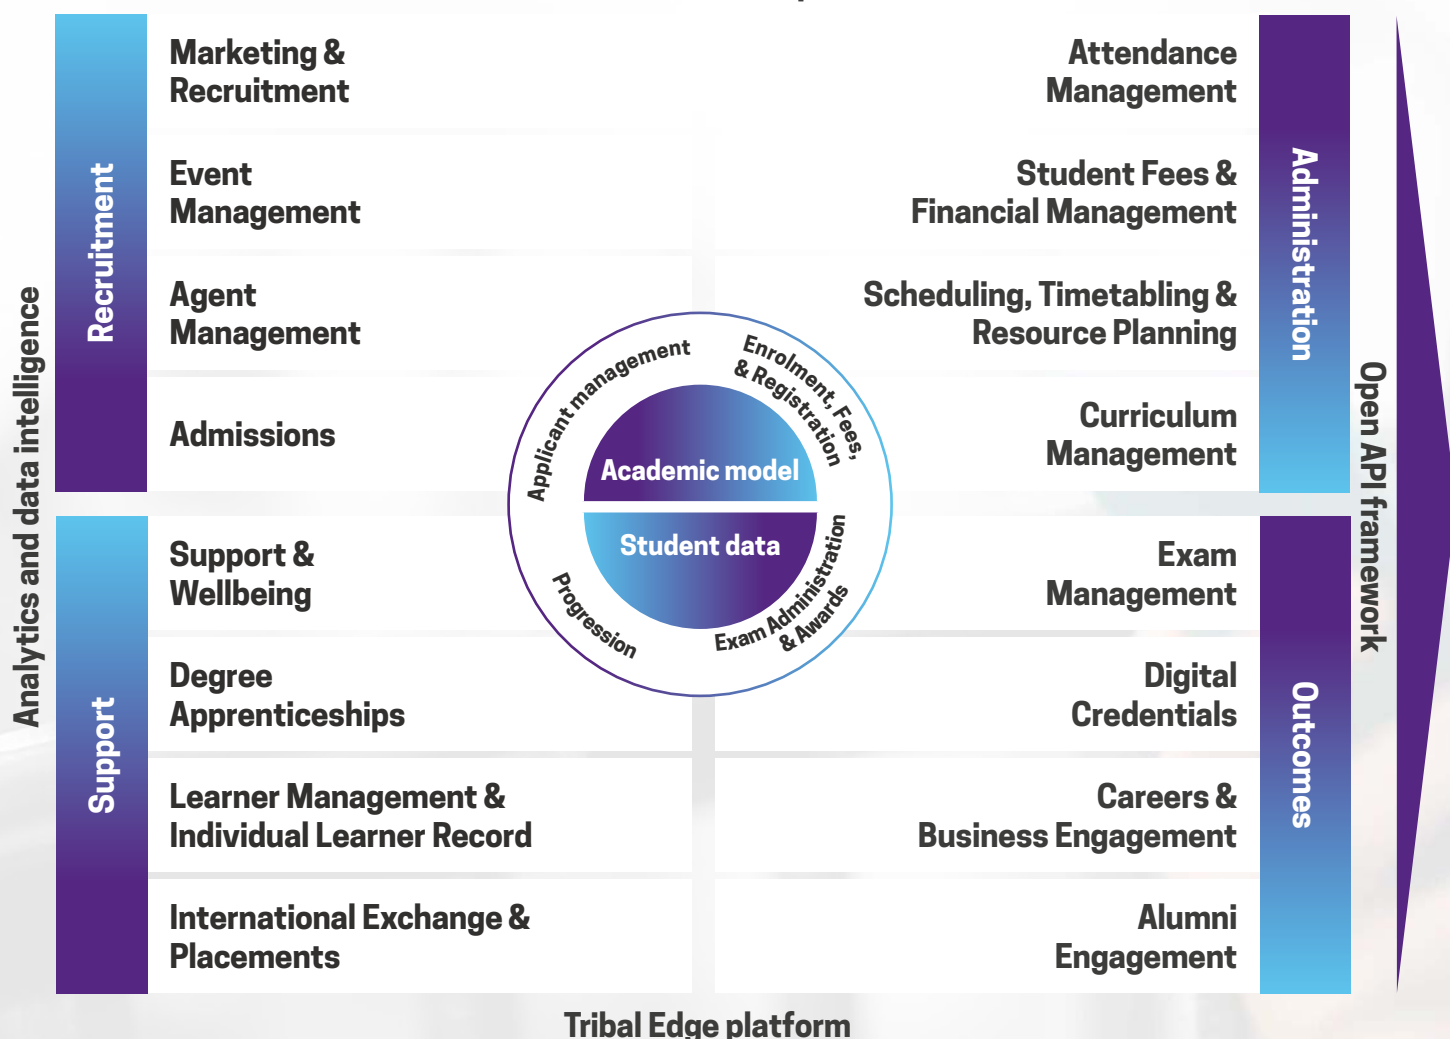 Marketing &
Recruitment
Event
Management
Agent
Management
Admissions
Recruitment
Attendance
Management
Student Fees &
Financial Management
Scheduling, Timetabling &
Resource Planning
Curriculum
Management
Administration
Analytics and data intelligence
Applicant management
Enrolment, Fees,
& Registration
Academic model
Student data
Progression
Exam Administration
& Awards
Open API framework
Support &
Wellbeing
Degree
Apprenticeships
Learner Management &
Individual Learner Record
International Exchange &
Placements
Support
Exam
Management
Digital
Credentials
Careers &
Business Engagement
Alumni
Engagement
Outcomes
Tribal Edge platform